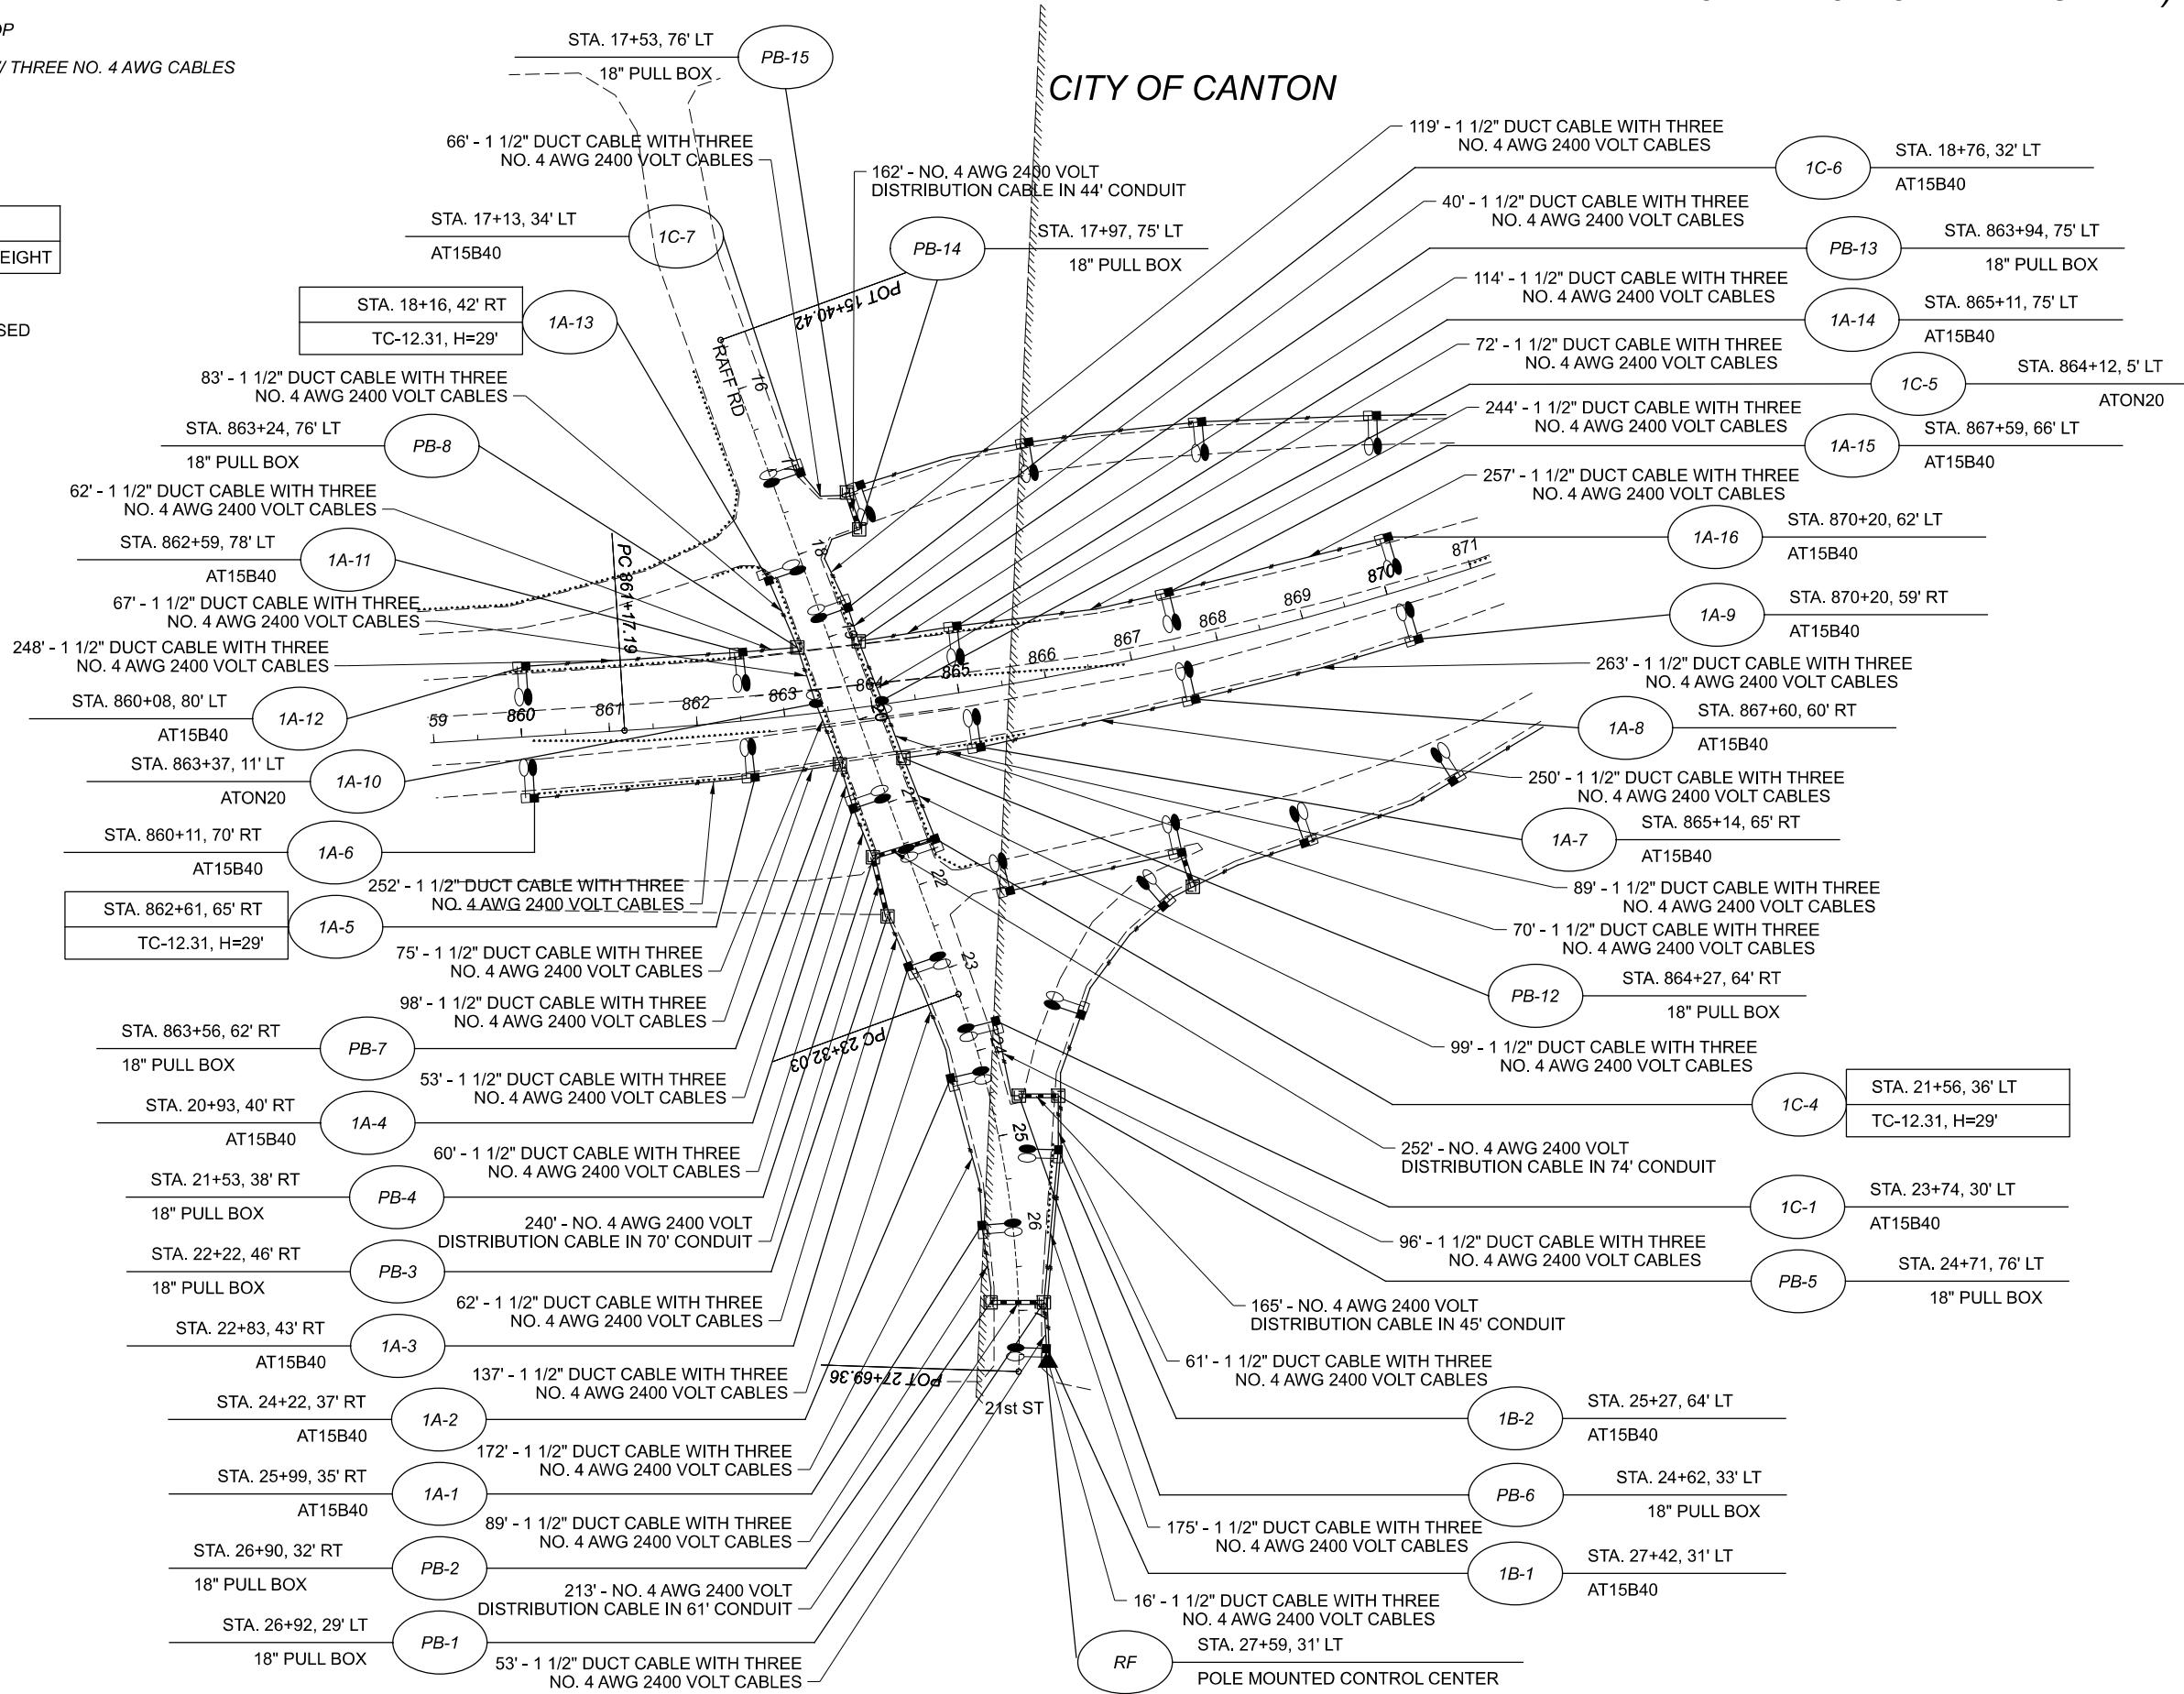 OP
STA. 17+53, 76' LT
PB-15
18" PULL BOX
THREE NO. 4 AWG CABLES
CITY OF CANTON
66' - 1 1/2" DUCT CABLE WITH THREE
NO. 4 AWG 2400 VOLT CABLES
162' - NO. 4 AWG 2400 VOLT
DISTRIBUTION CABLE IN 44' CONDUIT
119' - 1 1/2" DUCT CABLE WITH THREE
NO. 4 AWG 2400 VOLT CABLES
1C-6
STA. 18+76, 32' LT
AT15B40
EIGHT
STA. 17+13, 34' LT
1C-7
AT15B40
PB-14
STA. 17+97, 75' LT
18" PULL BOX
40' - 1 1/2" DUCT CABLE WITH THREE
NO. 4 AWG 2400 VOLT CABLES
PB-13
STA. 863+94, 75' LT
18" PULL BOX
SED
STA. 18+16, 42' RT
TC-12.31, H=29'
1A-13
POT 15+40.42
114' - 1 1/2" DUCT CABLE WITH THREE
NO. 4 AWG 2400 VOLT CABLES
1A-14
STA. 865+11, 75' LT
AT15B40
83' - 1 1/2" DUCT CABLE WITH THREE
NO. 4 AWG 2400 VOLT CABLES
RAFF RD
16
72' - 1 1/2" DUCT CABLE WITH THREE
NO. 4 AWG 2400 VOLT CABLES
1C-5
STA. 864+12, 5' LT
ATON20
STA. 863+24, 76' LT
PB-8
18" PULL BOX
244' - 1 1/2" DUCT CABLE WITH THREE
NO. 4 AWG 2400 VOLT CABLES
1A-15
STA. 867+59, 66' LT
AT15B40
62' - 1 1/2" DUCT CABLE WITH THREE
NO. 4 AWG 2400 VOLT CABLES
257' - 1 1/2" DUCT CABLE WITH THREE
NO. 4 AWG 2400 VOLT CABLES
STA. 862+59, 78' LT
1A-11
AT15B40
PC 861+17.19
18
871
870
869
868
867
866
865
864
863
862
861
860
59
1A-16
STA. 870+20, 62' LT
AT15B40
67' - 1 1/2" DUCT CABLE WITH THREE
NO. 4 AWG 2400 VOLT CABLES
1A-9
STA. 870+20, 59' RT
AT15B40
248' - 1 1/2" DUCT CABLE WITH THREE
NO. 4 AWG 2400 VOLT CABLES
263' - 1 1/2" DUCT CABLE WITH THREE
NO. 4 AWG 2400 VOLT CABLES
STA. 860+08, 80' LT
1A-12
AT15B40
1A-8
STA. 867+60, 60' RT
AT15B40
STA. 863+37, 11' LT
1A-10
ATON20
250' - 1 1/2" DUCT CABLE WITH THREE
NO. 4 AWG 2400 VOLT CABLES
STA. 860+11, 70' RT
1A-6
AT15B40
1A-7
STA. 865+14, 65' RT
AT15B40
252' - 1 1/2" DUCT CABLE WITH THREE
NO. 4 AWG 2400 VOLT CABLES
22
89' - 1 1/2" DUCT CABLE WITH THREE
NO. 4 AWG 2400 VOLT CABLES
STA. 862+61, 65' RT
TC-12.31, H=29'
1A-5
70' - 1 1/2" DUCT CABLE WITH THREE
NO. 4 AWG 2400 VOLT CABLES
75' - 1 1/2" DUCT CABLE WITH THREE
NO. 4 AWG 2400 VOLT CABLES
23
PB-12
STA. 864+27, 64' RT
18" PULL BOX
98' - 1 1/2" DUCT CABLE WITH THREE
NO. 4 AWG 2400 VOLT CABLES
PC 23+32.03
STA. 863+56, 62' RT
PB-7
18" PULL BOX
24
99' - 1 1/2" DUCT CABLE WITH THREE
NO. 4 AWG 2400 VOLT CABLES
53' - 1 1/2" DUCT CABLE WITH THREE
NO. 4 AWG 2400 VOLT CABLES
1C-4
STA. 21+56, 36' LT
TC-12.31, H=29'
STA. 20+93, 40' RT
1A-4
AT15B40
25
60' - 1 1/2" DUCT CABLE WITH THREE
NO. 4 AWG 2400 VOLT CABLES
252' - NO. 4 AWG 2400 VOLT
DISTRIBUTION CABLE IN 74' CONDUIT
STA. 21+53, 38' RT
PB-4
18" PULL BOX
1C-1
STA. 23+74, 30' LT
AT15B40
240' - NO. 4 AWG 2400 VOLT
DISTRIBUTION CABLE IN 70' CONDUIT
26
96' - 1 1/2" DUCT CABLE WITH THREE
NO. 4 AWG 2400 VOLT CABLES
STA. 22+22, 46' RT
PB-3
18" PULL BOX
PB-5
STA. 24+71, 76' LT
18" PULL BOX
62' - 1 1/2" DUCT CABLE WITH THREE
NO. 4 AWG 2400 VOLT CABLES
165' - NO. 4 AWG 2400 VOLT
DISTRIBUTION CABLE IN 45' CONDUIT
STA. 22+83, 43' RT
1A-3
AT15B40
137' - 1 1/2" DUCT CABLE WITH THREE
NO. 4 AWG 2400 VOLT CABLES
POT 27+69.36
61' - 1 1/2" DUCT CABLE WITH THREE
NO. 4 AWG 2400 VOLT CABLES
21st ST
STA. 24+22, 37' RT
1A-2
AT15B40
1B-2
STA. 25+27, 64' LT
AT15B40
172' - 1 1/2" DUCT CABLE WITH THREE
NO. 4 AWG 2400 VOLT CABLES
STA. 25+99, 35' RT
1A-1
AT15B40
PB-6
STA. 24+62, 33' LT
18" PULL BOX
89' - 1 1/2" DUCT CABLE WITH THREE
NO. 4 AWG 2400 VOLT CABLES
175' - 1 1/2" DUCT CABLE WITH THREE
NO. 4 AWG 2400 VOLT CABLES
STA. 26+90, 32' RT
PB-2
18" PULL BOX
1B-1
STA. 27+42, 31' LT
AT15B40
213' - NO. 4 AWG 2400 VOLT
DISTRIBUTION CABLE IN 61' CONDUIT
16' - 1 1/2" DUCT CABLE WITH THREE
NO. 4 AWG 2400 VOLT CABLES
STA. 26+92, 29' LT
PB-1
18" PULL BOX
RF
STA. 27+59, 31' LT
POLE MOUNTED CONTROL CENTER
53' - 1 1/2" DUCT CABLE WITH THREE
NO. 4 AWG 2400 VOLT CABLES